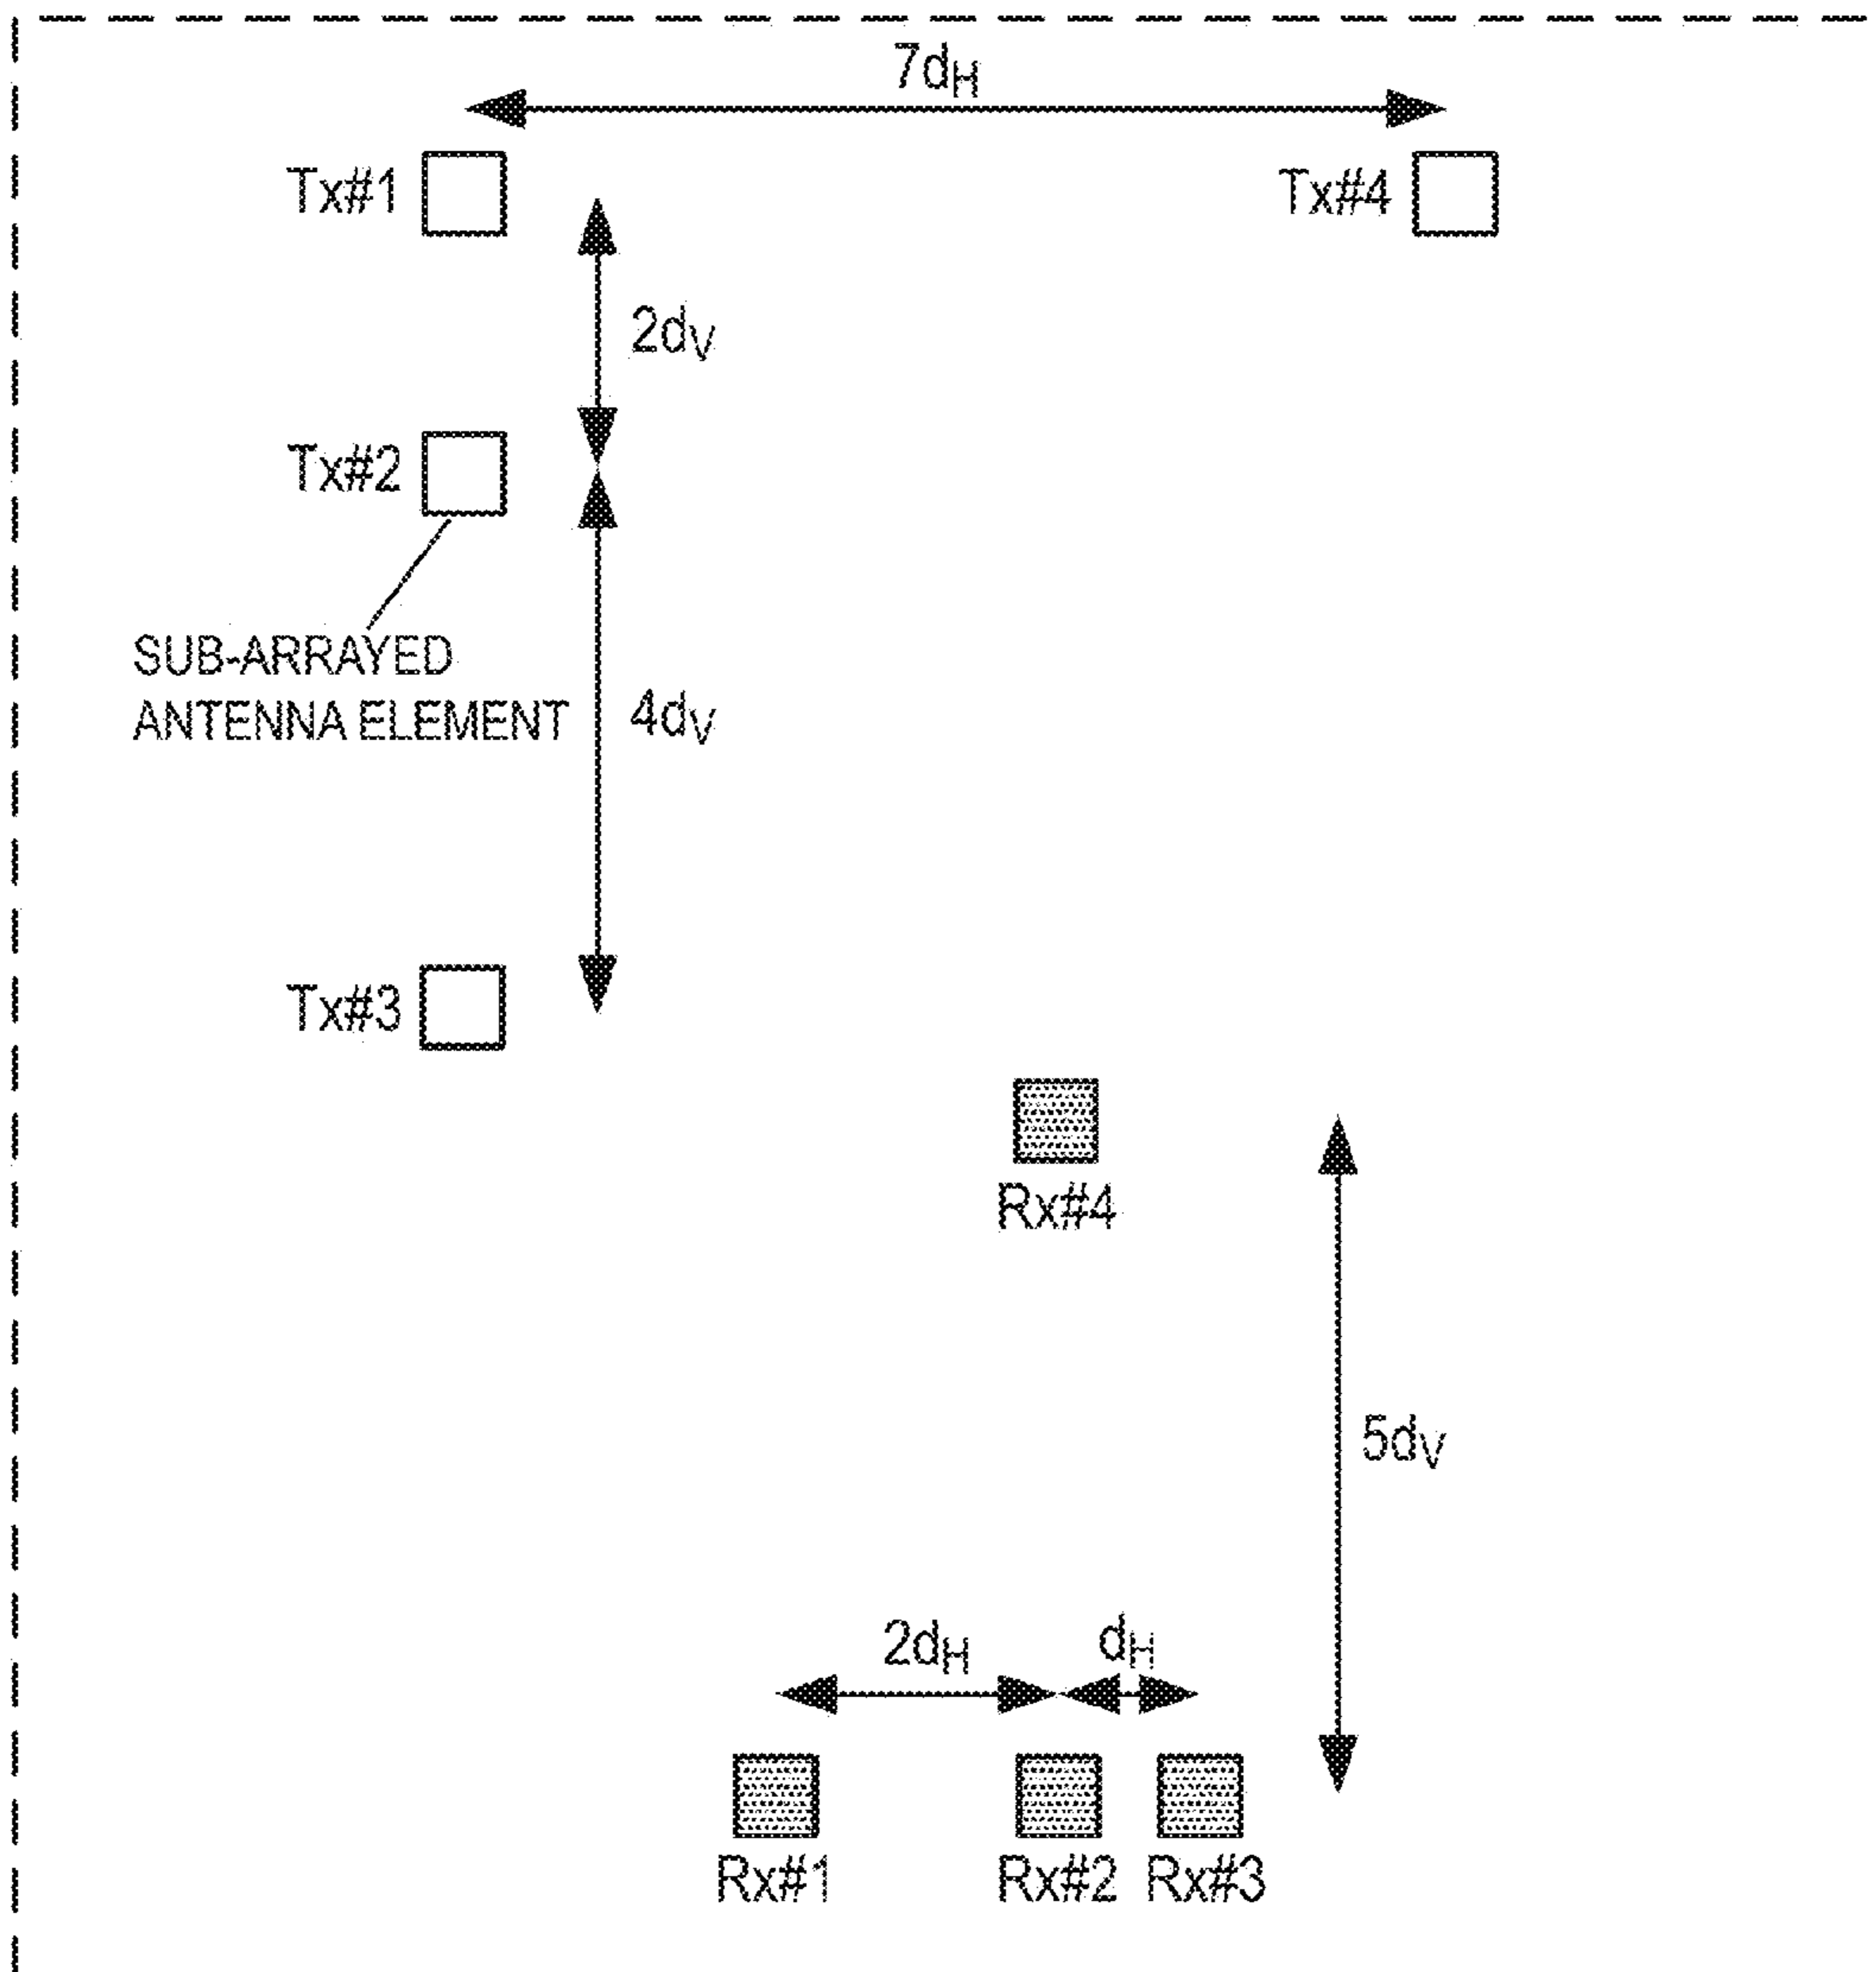 7dH
Tx#1
Tx#4
2dV
Tx#2
SUB-ARRAYED
ANTENNA ELEMENT
4dV
Tx#3
Rx#4
5dV
2dH
dH
Rx#1
Rx#2
Rx#3